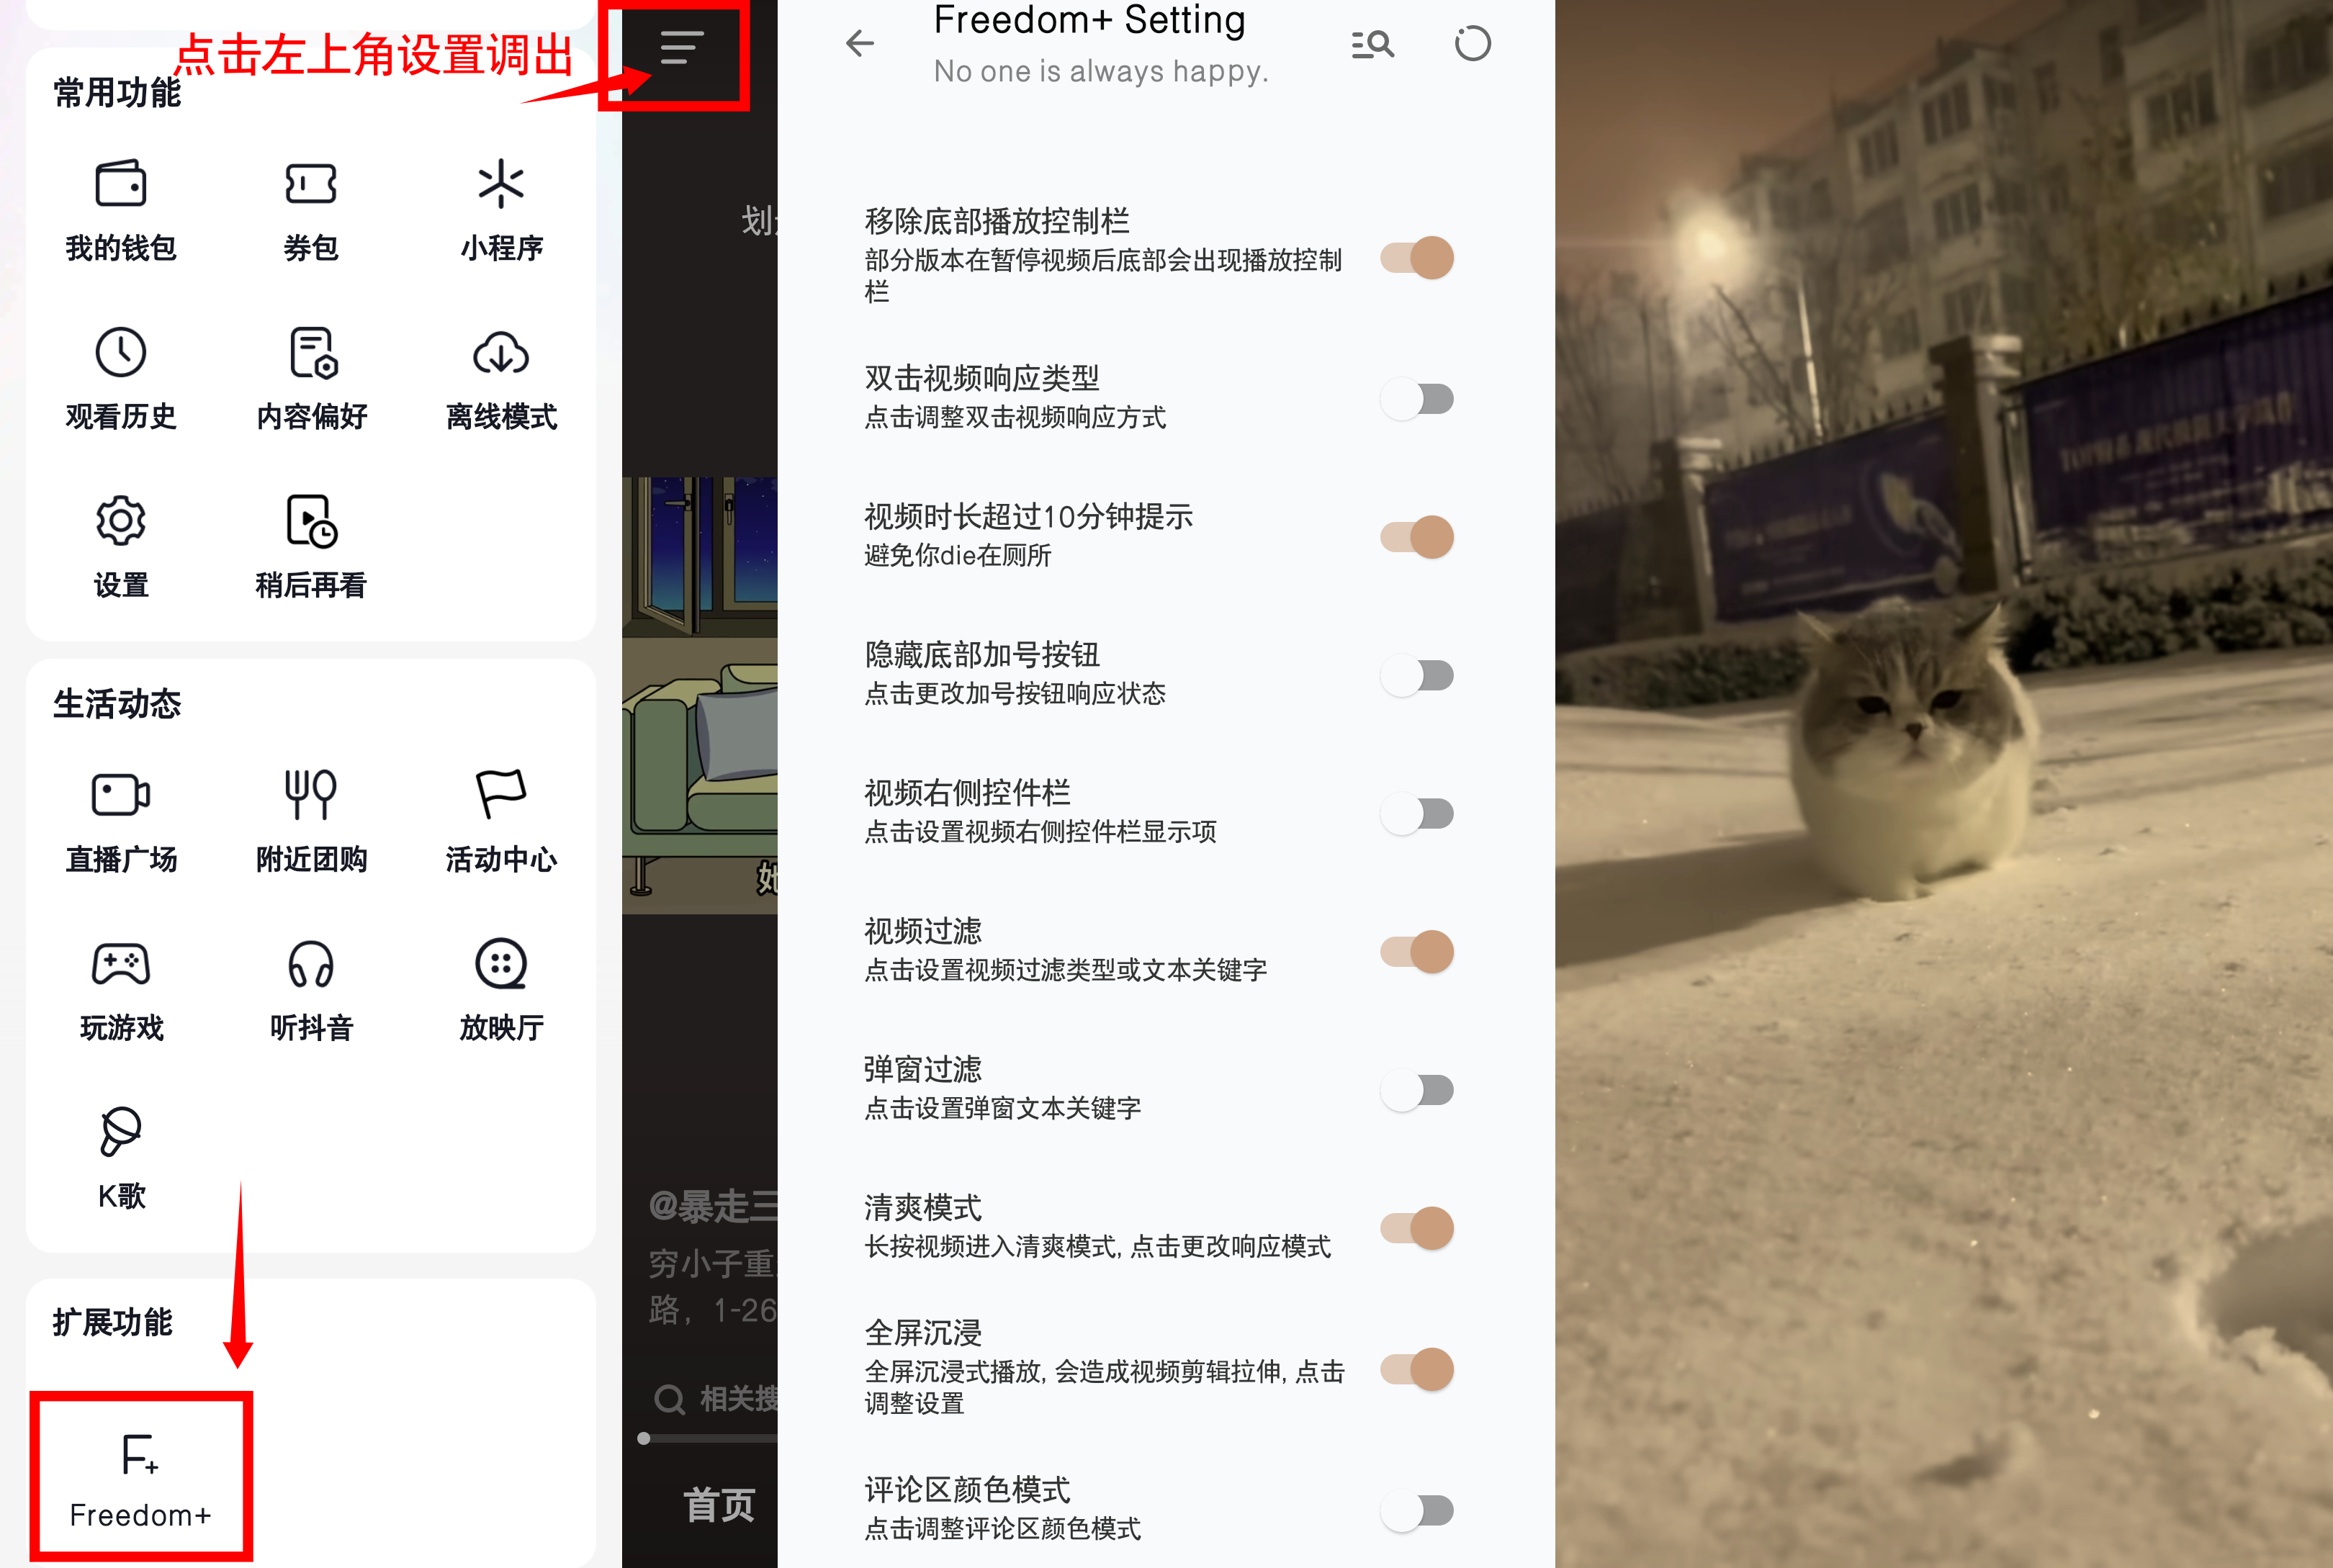 点击左上角设置调出
常用功能
我的钱包
券包
小程序
观看历史
内容偏好
离线模式
设置
稍后再看
生活动态
直播广场
附近团购
活动中心
玩游戏
听抖音
放映厅
K歌
扩展功能
F+
Freedom+
@暴走三
穷小子重
路，1-26
相关搜
首页
Freedom+ Setting
No one is always happy.
移除底部播放控制栏
部分版本在暂停视频后底部会出现播放控制
栏
双击视频响应类型
点击调整双击视频响应方式
视频时长超过10分钟提示
避免你die在厕所
隐藏底部加号按钮
点击更改加号按钮响应状态
视频右侧控件栏
点击设置视频右侧控件栏显示项
视频过滤
点击设置视频过滤类型或文本关键字
弹窗过滤
点击设置弹窗文本关键字
清爽模式
长按视频进入清爽模式, 点击更改响应模式
全屏沉浸
全屏沉浸式播放, 会造成视频剪辑拉伸, 点击
调整设置
评论区颜色模式
点击调整评论区颜色模式